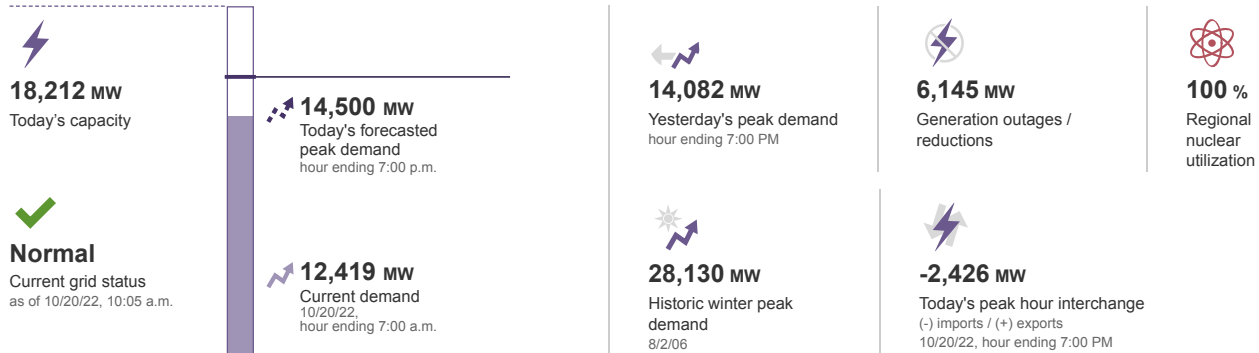 18,212 MW
Today's capacity
14,500 MW
Today's forecasted
peak demand
hour ending 7:00 p.m.
Normal
Current grid status
as of 10/20/22, 10:05 a.m.
12,419 MW
Current demand
10/20/22,
hour ending 7:00 a.m.
14,082 MW
Yesterday's peak demand
hour ending 7:00 PM
6,145 MW
Generation outages /
reductions
100 %
Regional
nuclear
utilization
28,130 MW
Historic winter peak
demand
8/2/06
-2,426 MW
Today's peak hour interchange
(-) imports / (+) exports
10/20/22, hour ending 7:00 PM